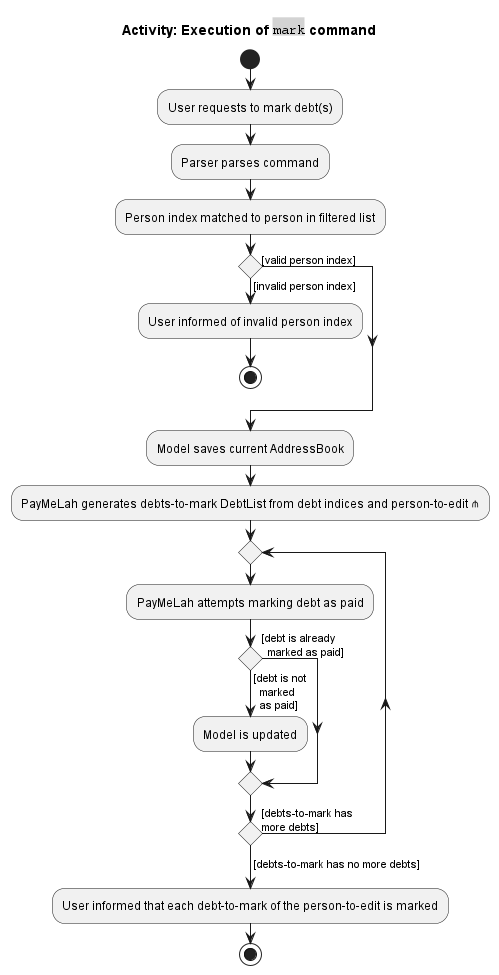 Activity: Execution of mark command
User requests to mark debt(s)
Parser parses command
Person index matched to person in filtered list
[valid person index]
[invalid person index]
User informed of invalid person index
Model saves current AddressBook
PayMeLah generates debts-to-mark DebtList from debt indices and person-to-edit ⋔
PayMeLah attempts marking debt as paid
[debt is already
marked as paid]
[debt is not
marked
as paid]
Model is updated
[debts-to-mark has
more debts]
[debts-to-mark has no more debts]
User informed that each debt-to-mark of the person-to-edit is marked